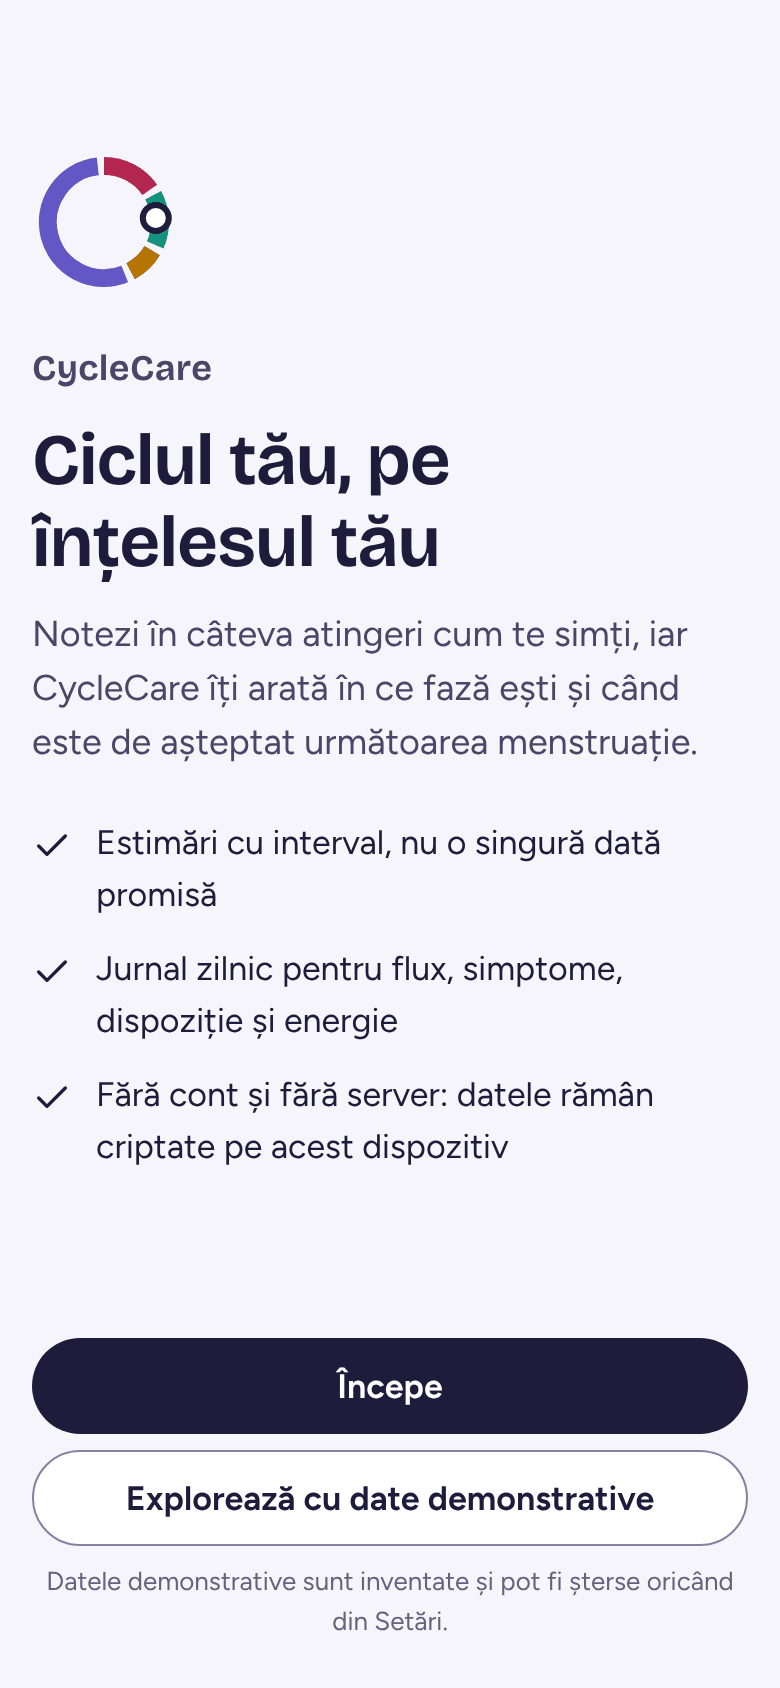 CycleCare
Ciclul tău, pe
înțelesul tău
Notezi în câteva atingeri cum te simți, iar
CycleCare îți arată în ce fază ești și când
este de așteptat următoarea menstruație.
Estimări cu interval, nu o singură dată
promisă
Jurnal zilnic pentru flux, simptome,
dispoziție și energie
Fără cont și fără server: datele rămân
criptate pe acest dispozitiv
Începe
Explorează cu date demonstrative
Datele demonstrative sunt inventate și pot fi șterse oricând
din Setări.